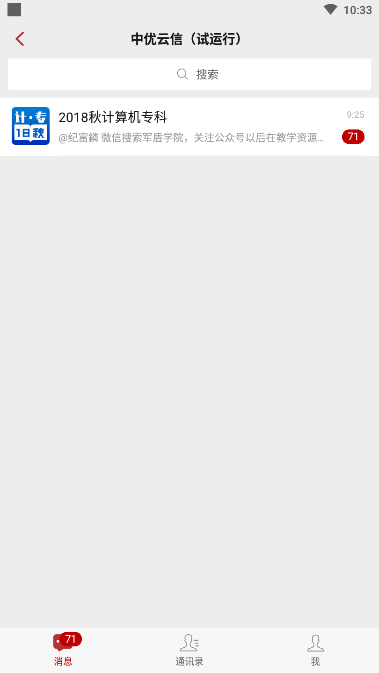 10:33
中优云信（试运行）
搜索
计·专
18秋
2018秋计算机专科
9:25
@纪富鏻 微信搜索军盾学院，关注公众号以后在教学资源...
71
71
消息
通讯录
我